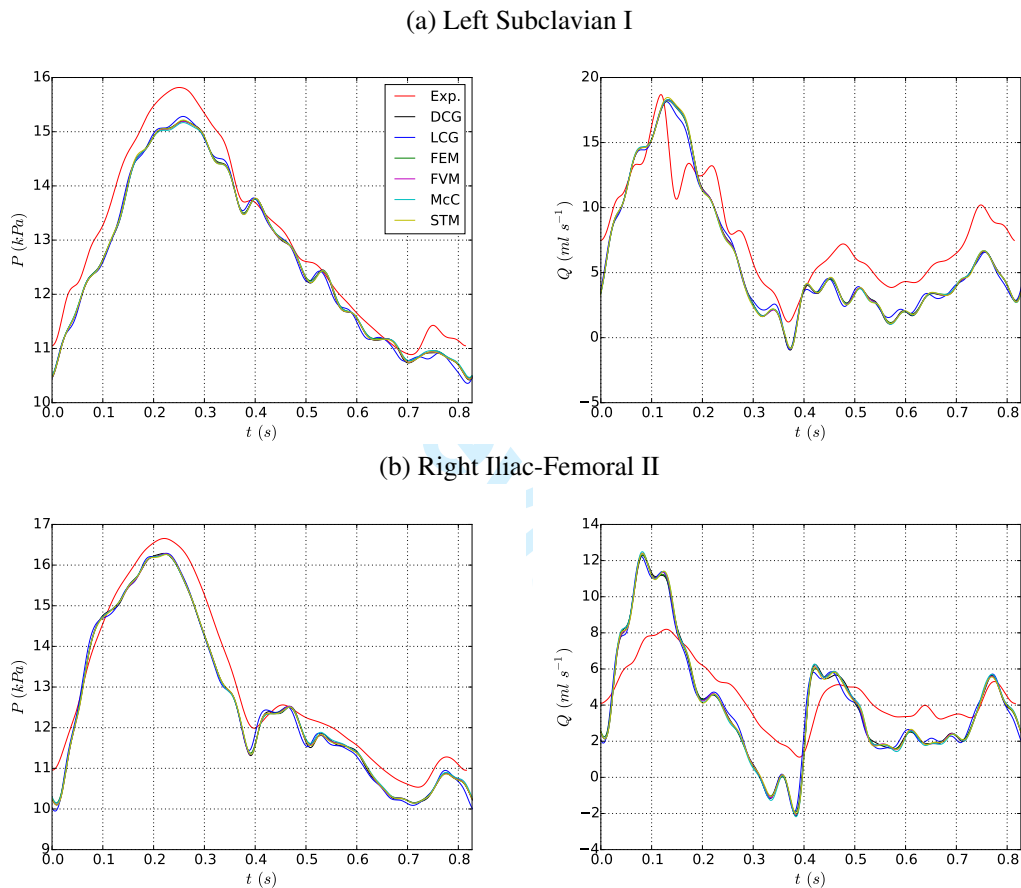 (a) Left Subclavian I
16
15
14
13
12
11
10
P (kPa)
0.0 0.1 0.2 0.3 0.4 0.5 0.6 0.7 0.8
t (s)
Exp.
DCG
LCG
FEM
FVM
McC
STM
20
15
10
5
0
−5
Q (ml s⁻¹)
0.0 0.1 0.2 0.3 0.4 0.5 0.6 0.7 0.8
t (s)
(b) Right Iliac-Femoral II
17
16
15
14
13
12
11
10
9
P (kPa)
0.0 0.1 0.2 0.3 0.4 0.5 0.6 0.7 0.8
t (s)
14
12
10
8
6
4
2
0
−2
−4
Q (ml s⁻¹)
0.0 0.1 0.2 0.3 0.4 0.5 0.6 0.7 0.8
t (s)